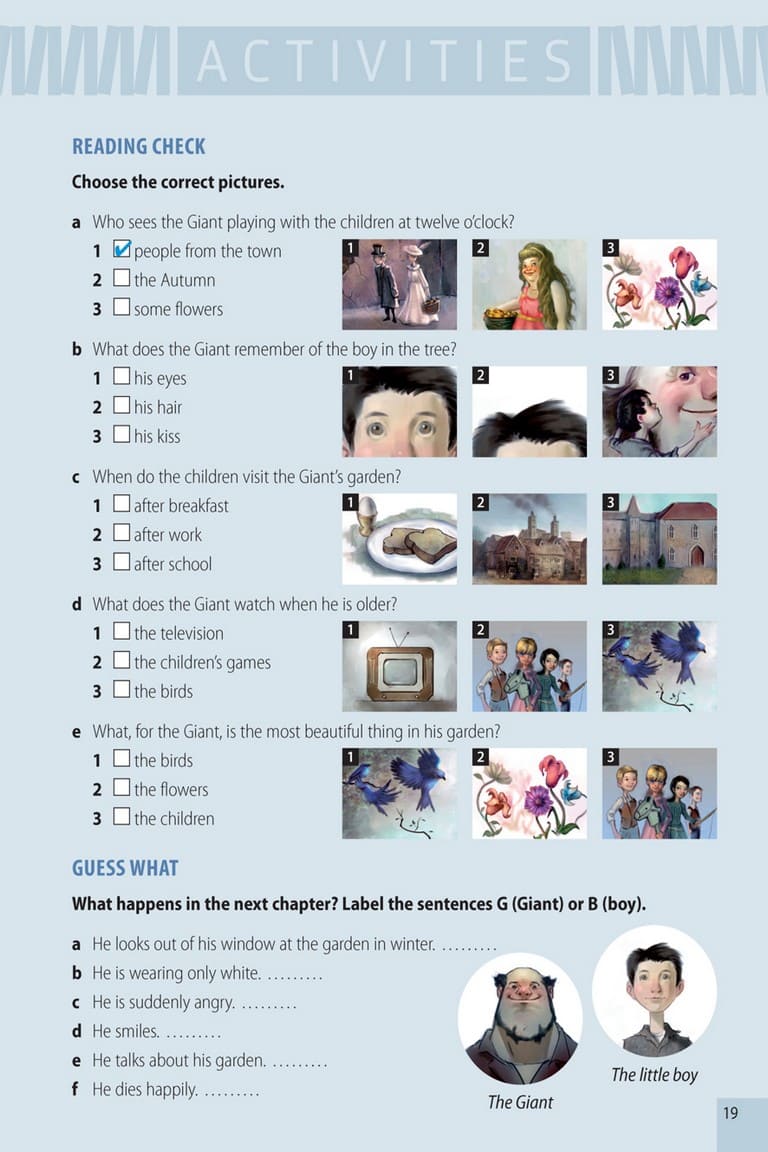 ACTIVITIES
READING CHECK
Choose the correct pictures.
a Who sees the Giant playing with the children at twelve o’clock?
1 people from the town
2 the Autumn
3 some flowers
1 2 3
b What does the Giant remember of the boy in the tree?
1 his eyes
2 his hair
3 his kiss
1 2 3
c When do the children visit the Giant’s garden?
1 after breakfast
2 after work
3 after school
1 2 3
d What does the Giant watch when he is older?
1 the television
2 the children’s games
3 the birds
1 2 3
e What, for the Giant, is the most beautiful thing in his garden?
1 the birds
2 the flowers
3 the children
1 2 3
GUESS WHAT
What happens in the next chapter? Label the sentences G (Giant) or B (boy).
a He looks out of his window at the garden in winter. .........
b He is wearing only white. .........
c He is suddenly angry. .........
d He smiles. .........
e He talks about his garden. .........
f He dies happily. .........
The Giant
The little boy
19